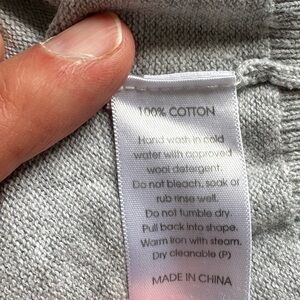 100% COTTON
Hand wash in cold
water with approved
wool detergent.
Do not bleach, soak or
rub rinse well.
Do not tumble dry.
Pull back into shape.
Warm iron with steam.
Dry cleanable (P)
MADE IN CHINA